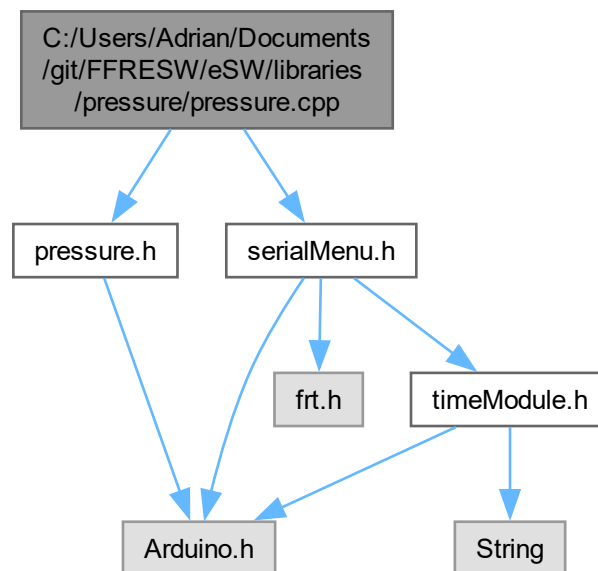 C:/Users/Adrian/Documents
/git/FFRESW/eSW/libraries
/pressure/pressure.cpp
pressure.h
serialMenu.h
frt.h
timeModule.h
Arduino.h
String